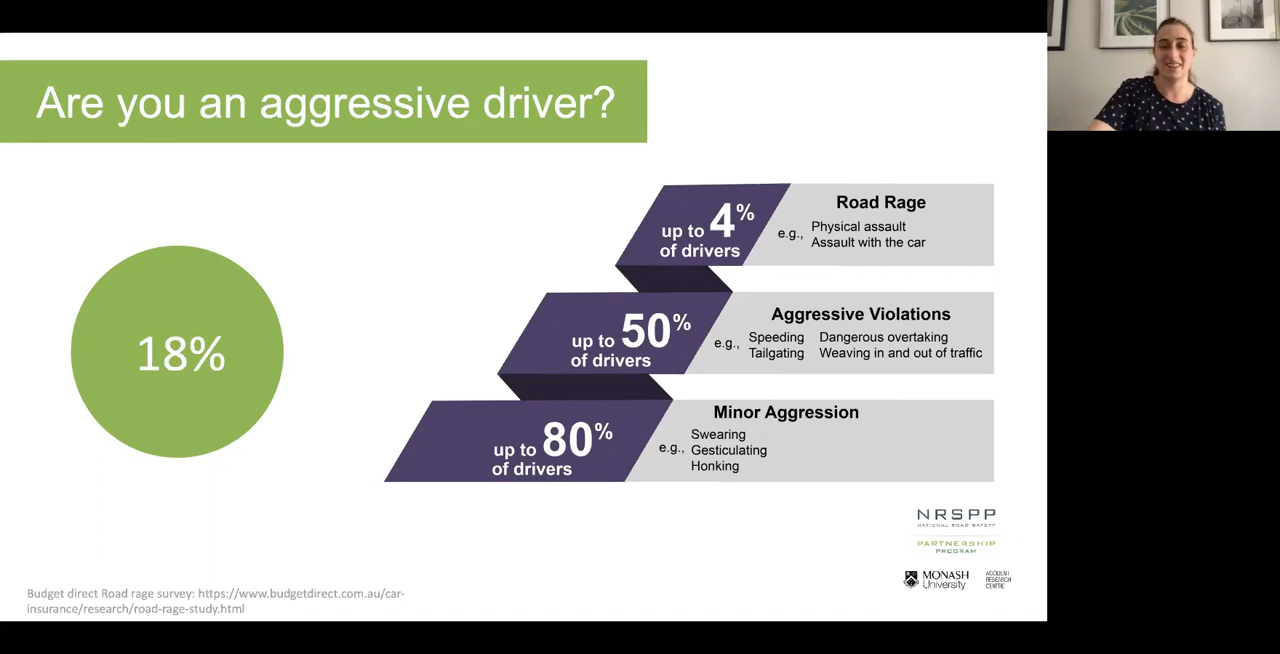 Are you an aggressive driver?
18%
up to 4%
of drivers
Road Rage
e.g., Physical assault
Assault with the car
up to 50%
of drivers
Aggressive Violations
e.g., Speeding Dangerous overtaking
Tailgating Weaving in and out of traffic
up to 80%
of drivers
Minor Aggression
Swearing
e.g., Gesticulating
Honking
NRSPP
NATIONAL ROAD SAFETY
PARTNERSHIP
PROGRAM
MONASH
University
ACCIDENT
RESEARCH
CENTRE
Budget direct Road rage survey: https://www.budgetdirect.com.au/car-
insurance/research/road-rage-study.html